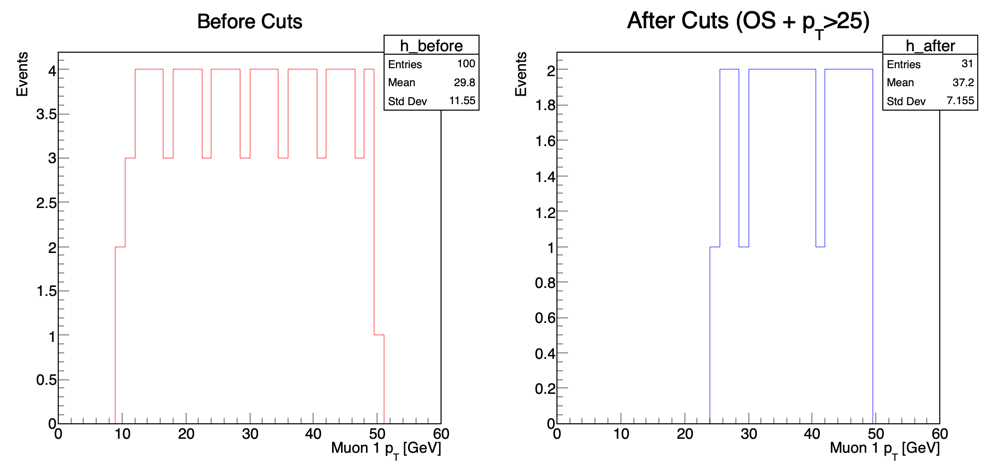 Before Cuts
h_before
Entries 100
Mean 29.8
Std Dev 11.55
Events
4
3.5
3
2.5
2
1.5
1
0.5
0
0 10 20 30 40 50 60
Muon 1 pT [GeV]
After Cuts (OS + pT>25)
h_after
Entries 31
Mean 37.2
Std Dev 7.155
Events
2
1.8
1.6
1.4
1.2
1
0.8
0.6
0.4
0.2
0
0 10 20 30 40 50 60
Muon 1 pT [GeV]